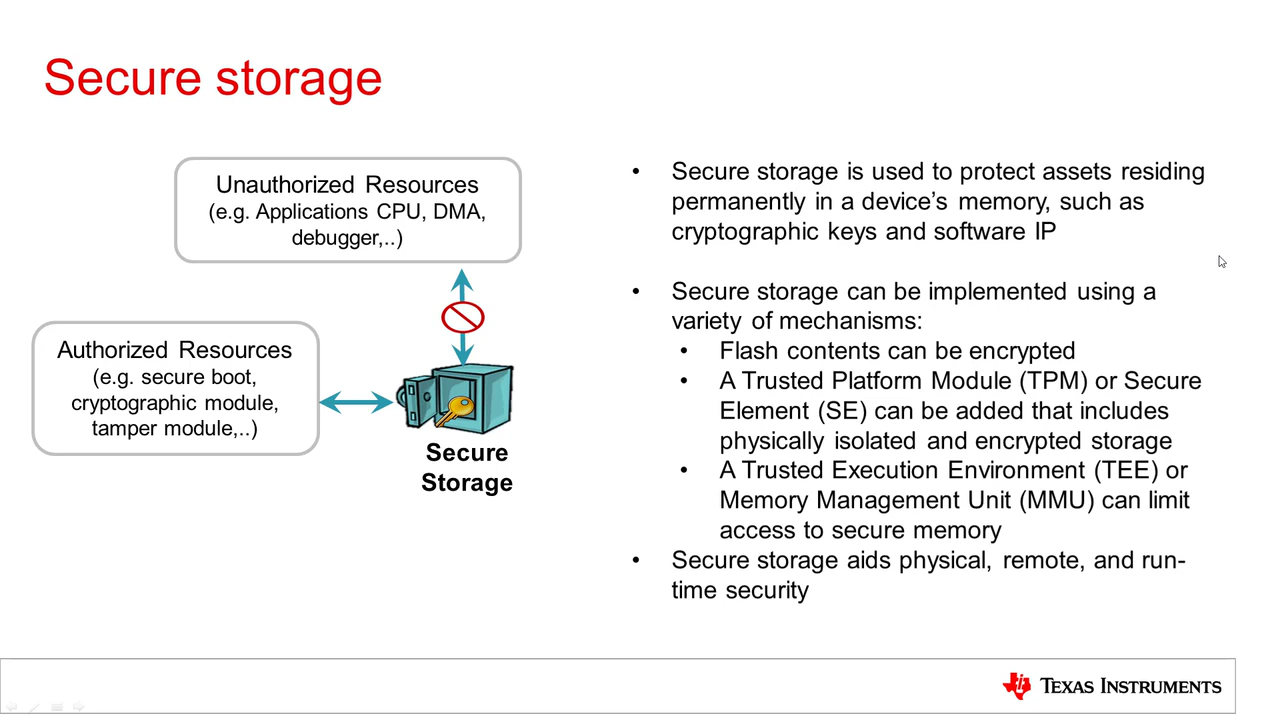 Secure storage
Unauthorized Resources
(e.g. Applications CPU, DMA,
debugger,..)
Authorized Resources
(e.g. secure boot,
cryptographic module,
tamper module,..)
Secure
Storage
• Secure storage is used to protect assets residing
permanently in a device’s memory, such as
cryptographic keys and software IP
• Secure storage can be implemented using a
variety of mechanisms:
• Flash contents can be encrypted
• A Trusted Platform Module (TPM) or Secure
Element (SE) can be added that includes
physically isolated and encrypted storage
• A Trusted Execution Environment (TEE) or
Memory Management Unit (MMU) can limit
access to secure memory
• Secure storage aids physical, remote, and run-
time security
TEXAS INSTRUMENTS